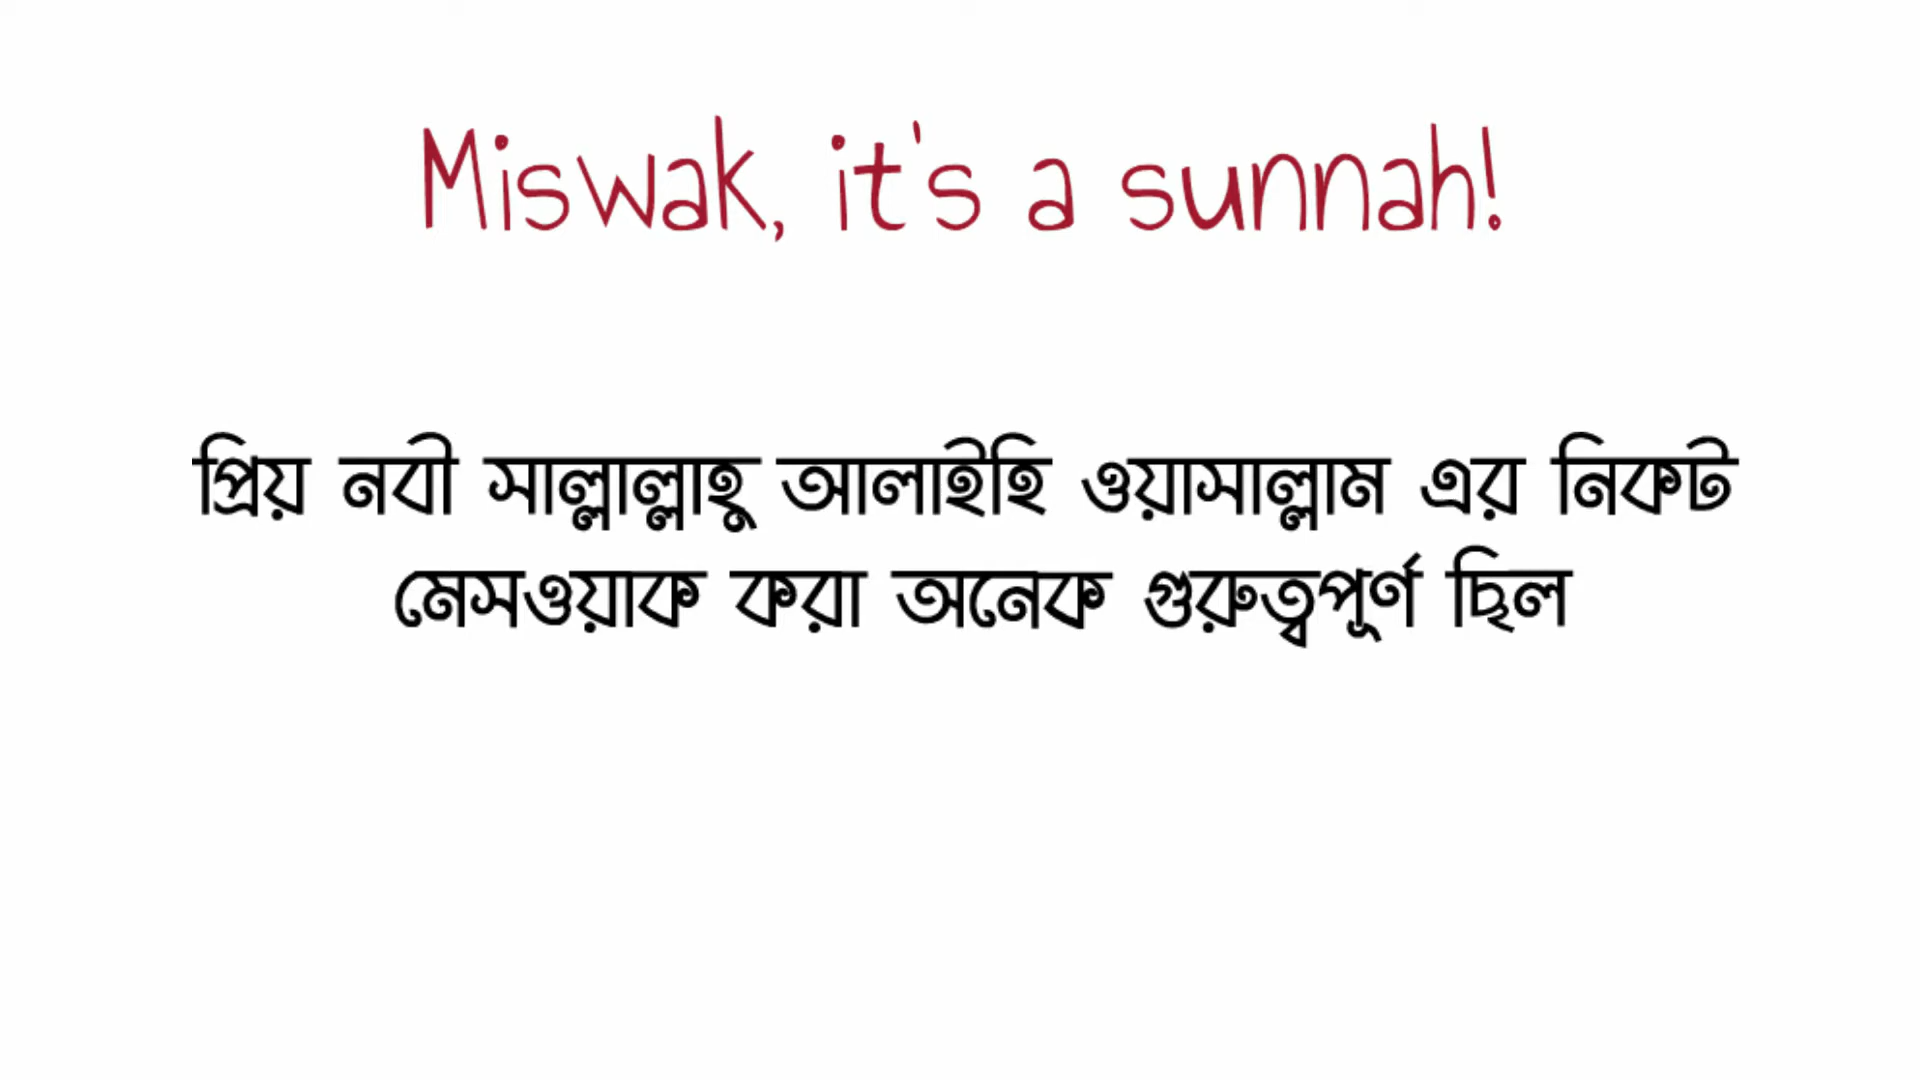 Miswak, it's a sunnah!
প্রিয় নবী সাল্লাল্লাহু আলাইহি ওয়াসাল্লাম এর নিকট
মেসওয়াক করা অনেক গুরুত্বপূর্ণ ছিল